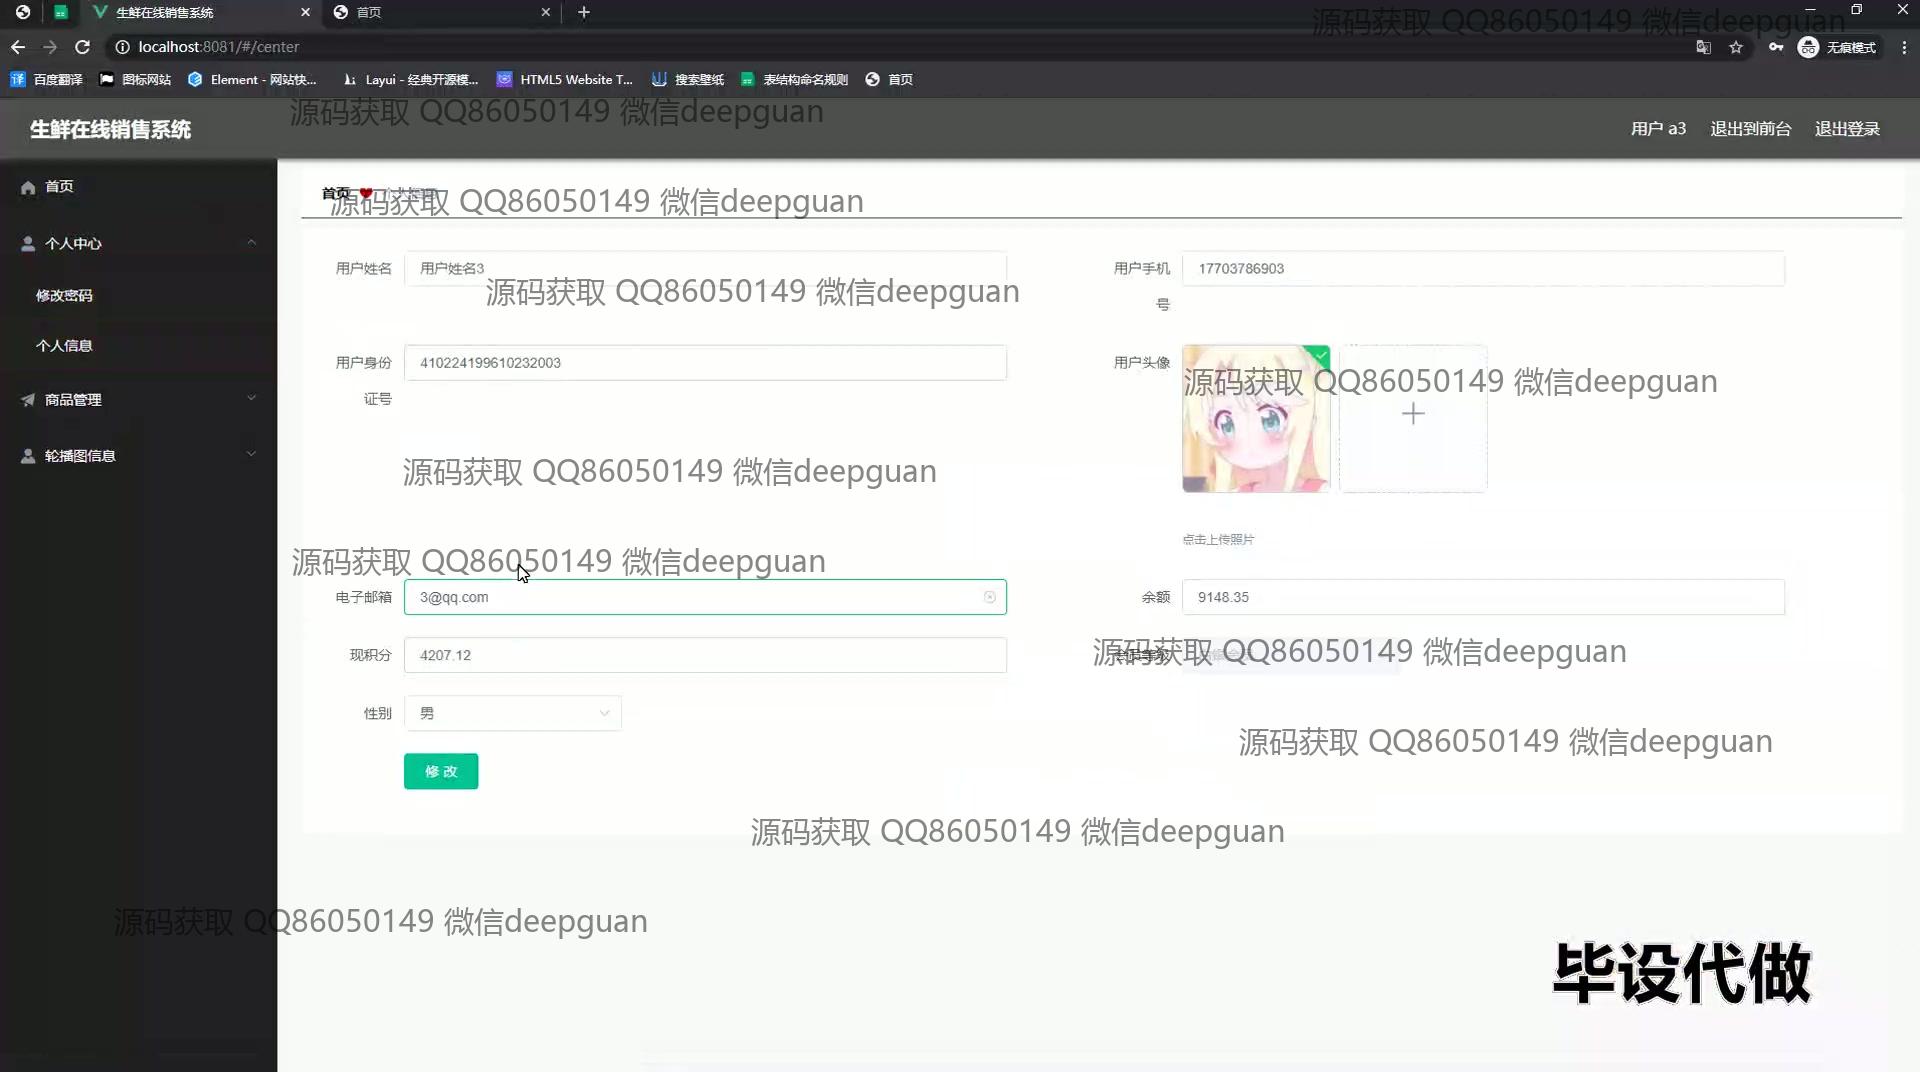 生鲜在线销售系统
首页
源码获取 QQ86050149 微信deepguan
localhost:8081/#/center
无痕模式
百度翻译
图标网站
Element - 网站快...
Layui - 经典开源模...
HTML5 Website T...
搜索壁纸
表结构命名规则
首页
源码获取 QQ86050149 微信deepguan
生鲜在线销售系统
用户 a3
退出到前台
退出登录
首页
首页
源码获取 QQ86050149 微信deepguan
个人中心
用户姓名
用户姓名3
用户手机号
17703786903
修改密码
源码获取 QQ86050149 微信deepguan
个人信息
用户身份证号
410224199610232003
用户头像
源码获取 QQ86050149 微信deepguan
商品管理
轮播图信息
源码获取 QQ86050149 微信deepguan
点击上传照片
源码获取 QQ86050149 微信deepguan
电子邮箱
3@qq.com
余额
9148.35
现积分
4207.12
源码获取 QQ86050149 微信deepguan
性别
男
源码获取 QQ86050149 微信deepguan
修 改
源码获取 QQ86050149 微信deepguan
源码获取 QQ86050149 微信deepguan
毕设代做